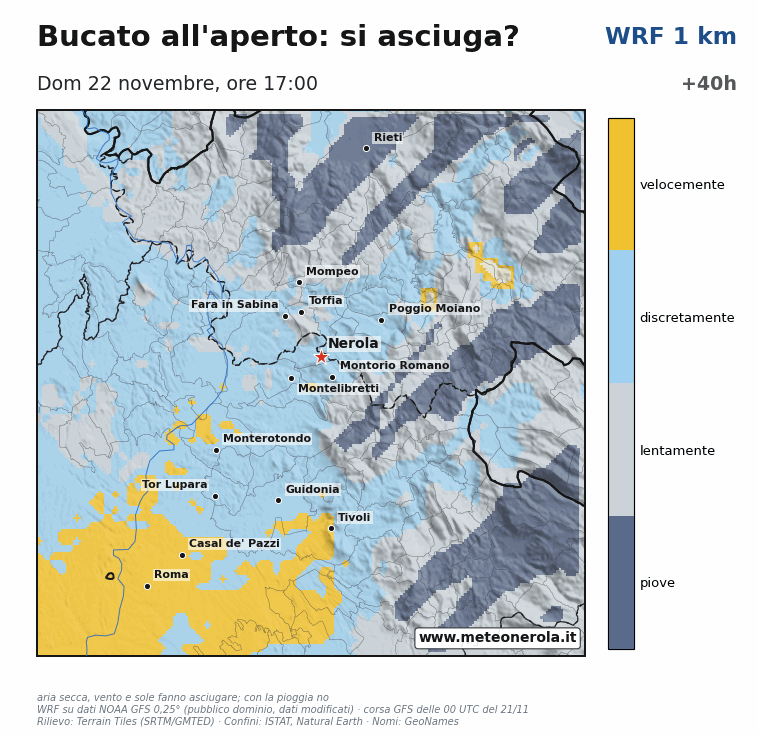 Bucato all'aperto: si asciuga?
WRF 1 km
Dom 22 novembre, ore 17:00
+40h
Rieti
Mompeo
Fara in Sabina
Toffia
Poggio Moiano
Nerola
Montorio Romano
Montelibretti
Monterotondo
Tor Lupara
Guidonia
Tivoli
Casal de' Pazzi
Roma
www.meteonerola.it
velocemente
discretamente
lentamente
piove
aria secca, vento e sole fanno asciugare; con la pioggia no
WRF su dati NOAA GFS 0,25° (pubblico dominio, dati modificati) · corsa GFS delle 00 UTC del 21/11
Rilievo: Terrain Tiles (SRTM/GMTED) · Confini: ISTAT, Natural Earth · Nomi: GeoNames